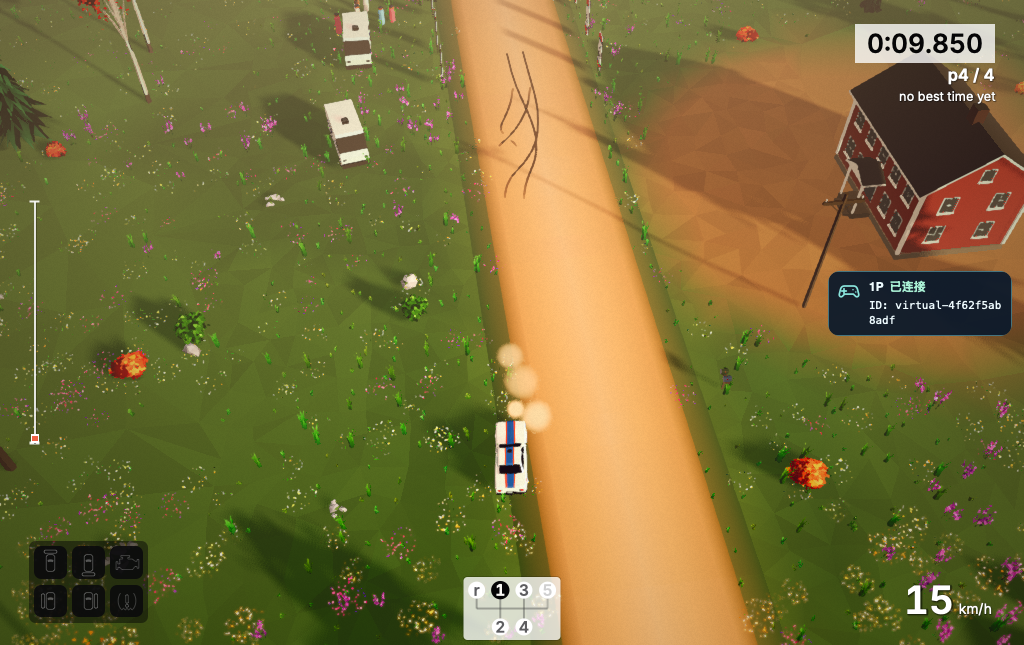 0:09.850
p4 / 4
no best time yet
1P 已连接
ID: virtual-4f62f5ab
8adf
r 1 3 5
2 4
15 km/h